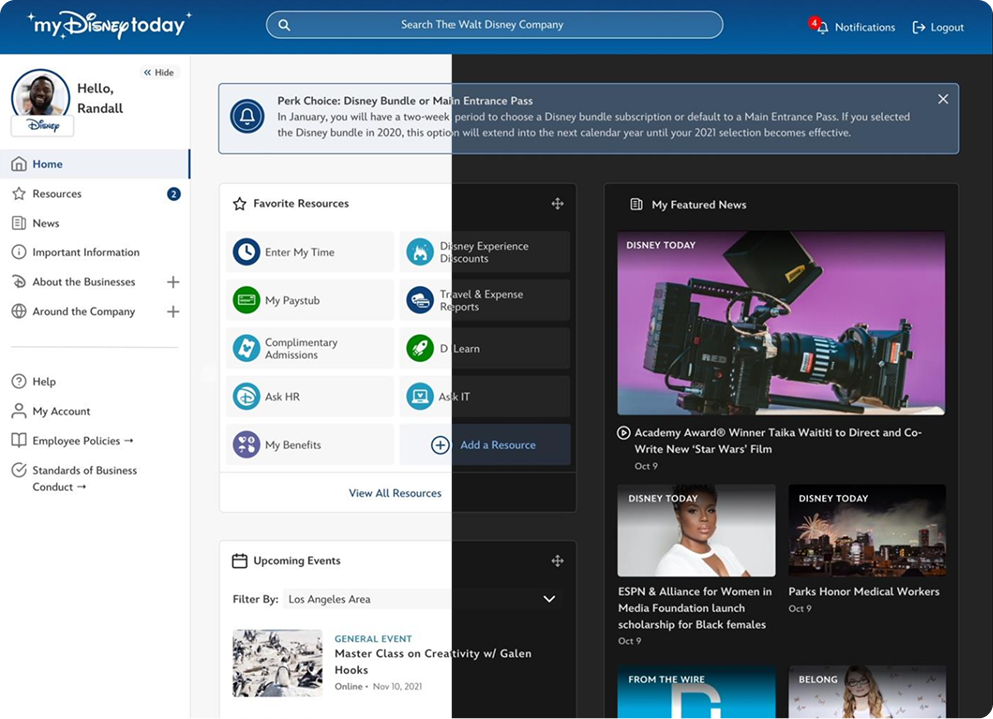 my Disney today
Search The Walt Disney Company
4
Notifications
Logout
Hide
Hello,
Randall
Disney
Home
Resources
2
News
Important Information
About the Businesses
Around the Company
Help
My Account
Employee Policies →
Standards of Business
Conduct →
Perk Choice: Disney Bundle or Main Entrance Pass
In January, you will have a two-week period to choose a Disney bundle subscription or default to a Main Entrance Pass. If you selected
the Disney bundle in 2020, this option will extend into the next calendar year until your 2021 selection becomes effective.
Favorite Resources
Enter My Time
Disney Experience
Discounts
My Paystub
Travel & Expense
Reports
Complimentary
Admissions
D Learn
Ask HR
Ask IT
My Benefits
Add a Resource
View All Resources
Upcoming Events
Filter By:
Los Angeles Area
GENERAL EVENT
Master Class on Creativity w/ Galen
Hooks
Online • Nov 10, 2021
My Featured News
DISNEY TODAY
RED
Academy Award® Winner Taika Waititi to Direct and Co-
Write New ‘Star Wars’ Film
Oct 9
DISNEY TODAY
ESPN & Alliance for Women in
Media Foundation launch
scholarship for Black females
Oct 9
DISNEY TODAY
Parks Honor Medical Workers
Oct 9
FROM THE WIRE
BELONG